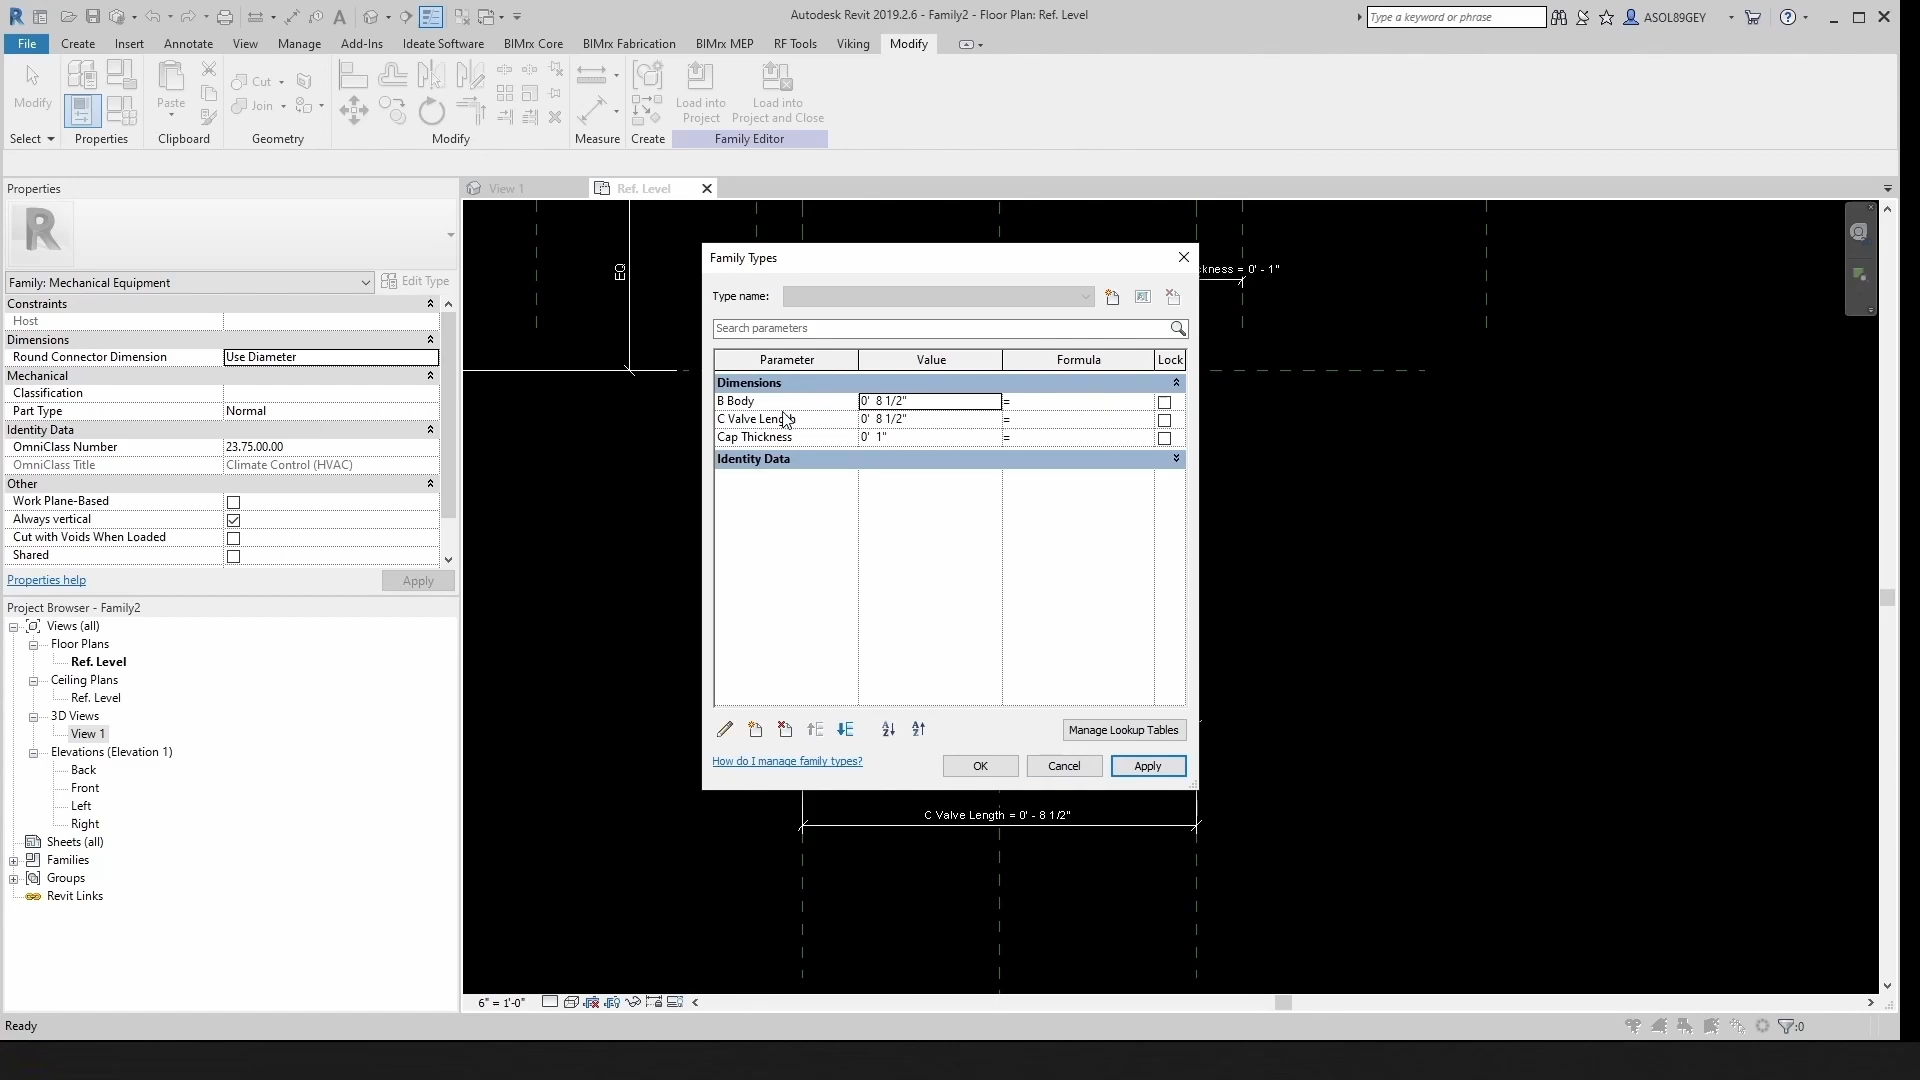 Autodesk Revit 2019.2.6 - Family2 - Floor Plan: Ref. Level
Type a keyword or phrase
ASOL89GEY
File Create Insert Annotate View Manage Add-Ins Ideate Software BIMrx Core BIMrx Fabrication BIMrx MEP RF Tools Viking Modify
Modify
Paste
Cut
Join
Load into Project
Load into Project and Close
Select Properties Clipboard Geometry Modify Measure Create Family Editor
Properties
View 1
Ref. Level
R
Family: Mechanical Equipment
Edit Type
Constraints
Host
Dimensions
Round Connector Dimension Use Diameter
Mechanical
Classification
Part Type Normal
Identity Data
OmniClass Number 23.75.00.00
OmniClass Title Climate Control (HVAC)
Other
Work Plane-Based
Always vertical
Cut with Voids When Loaded
Shared
Properties help
Apply
Project Browser - Family2
Views (all)
Floor Plans
Ref. Level
Ceiling Plans
Ref. Level
3D Views
View 1
Elevations (Elevation 1)
Back
Front
Left
Right
Sheets (all)
Families
Groups
Revit Links
EQ
kness = 0' - 1"
Family Types
Type name:
Search parameters
Parameter Value Formula Lock
Dimensions
B Body 0' 8 1/2" =
C Valve Length 0' 8 1/2" =
Cap Thickness 0' 1" =
Identity Data
Manage Lookup Tables
How do I manage family types?
OK
Cancel
Apply
C Valve Length = 0' - 8 1/2"
6" = 1'-0"
Ready
:0